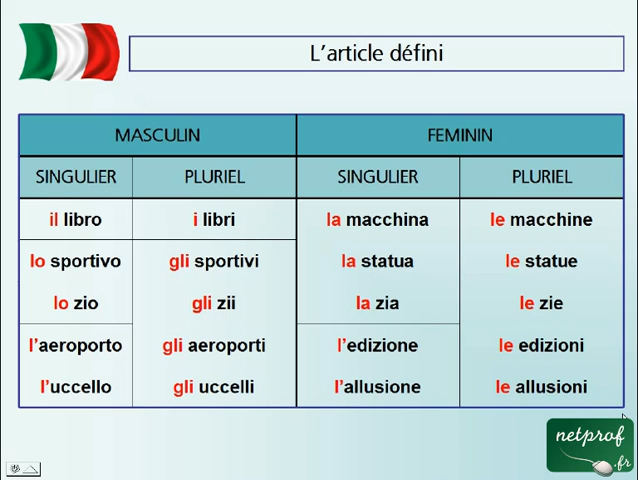 L'article défini
MASCULIN FEMININ
SINGULIER PLURIEL SINGULIER PLURIEL
il libro i libri la macchina le macchine
lo sportivo gli sportivi la statua le statue
lo zio gli zii la zia le zie
l'aeroporto gli aeroporti l'edizione le edizioni
l'uccello gli uccelli l'allusione le allusioni
netprof
.fr